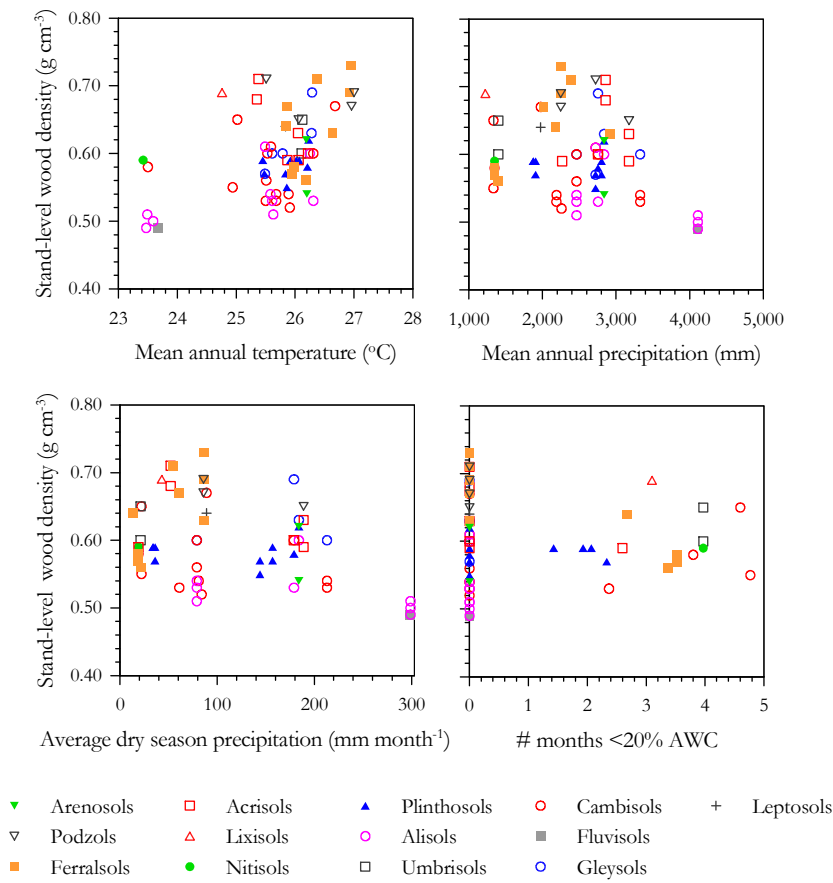 Stand-level wood density (g cm-3)
0.80
0.70
0.60
0.50
0.40
23 24 25 26 27 28
Mean annual temperature (oC)
1,000 2,000 3,000 4,000 5,000
Mean annual precipitation (mm)
Stand-level wood density (g cm-3)
0.80
0.70
0.60
0.50
0.40
0 100 200 300
Average dry season precipitation (mm month-1)
0 1 2 3 4 5
# months <20% AWC
Arenosols Acrisols Plinthosols Cambisols Leptosols
Podzols Lixisols Alisols Fluvisols
Ferralsols Nitisols Umbrisols Gleysols